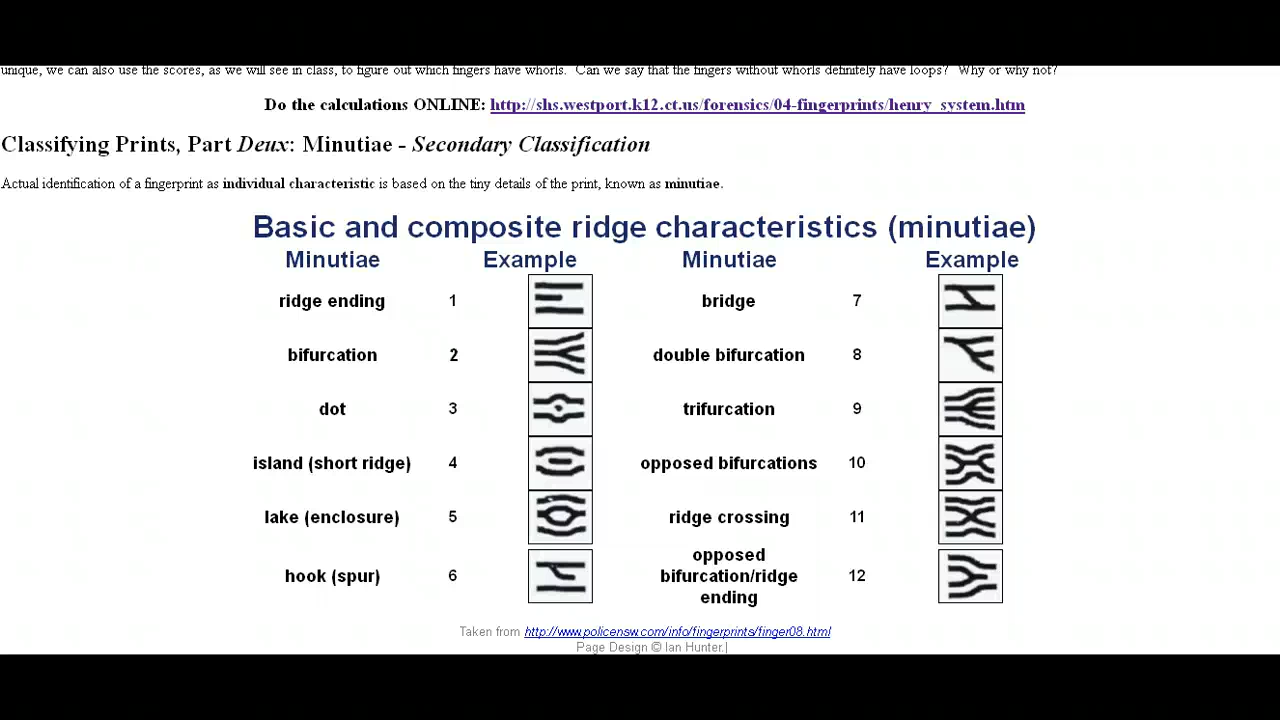 unique, we can also use the scores, as we will see in class, to figure out which fingers have whorls. Can we say that the fingers without whorls definitely have loops? Why or why not?
Do the calculations ONLINE: http://shs.westport.k12.ct.us/forensics/04-fingerprints/henry_system.htm
Classifying Prints, Part Deux: Minutiae - Secondary Classification
Actual identification of a fingerprint as individual characteristic is based on the tiny details of the print, known as minutiae.
Basic and composite ridge characteristics (minutiae)
Minutiae Example Minutiae Example
ridge ending 1 bridge 7
bifurcation 2 double bifurcation 8
dot 3 trifurcation 9
island (short ridge) 4 opposed bifurcations 10
lake (enclosure) 5 ridge crossing 11
hook (spur) 6 opposed
bifurcation/ridge 12
ending
Taken from http://www.policensw.com/info/fingerprints/finger08.html
Page Design © Ian Hunter.